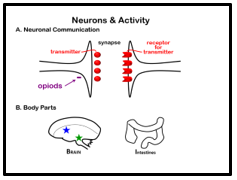 Neurons & Activity
A. Neuronal Communication
synapse
transmitter
receptor
for
transmitter
opiods
B. Body Parts
BRAIN
Intestines